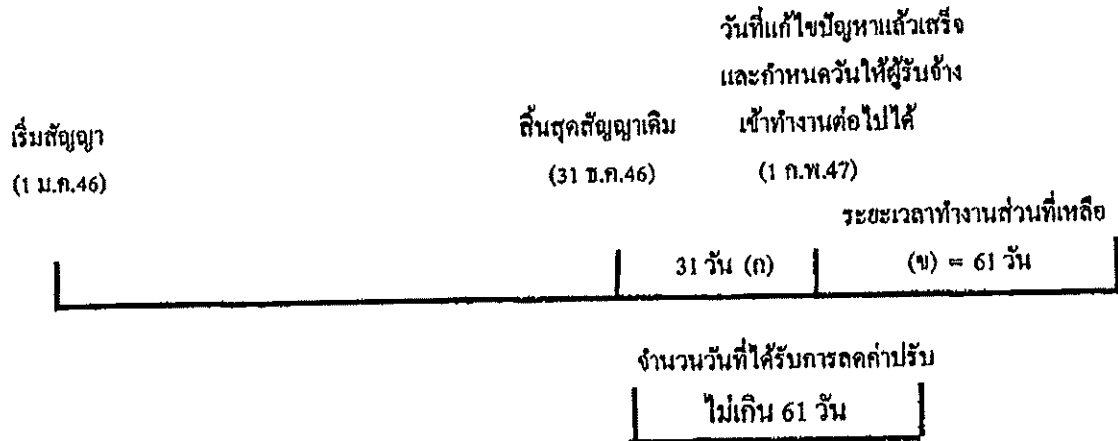 วันที่แก้ไขปัญหาแล้วเสร็จ
และกำหนดวันให้ผู้รับจ้าง
เริ่มสัญญา สิ้นสุดสัญญาเดิม เข้าทำงานต่อไปได้
(1 ม.ค.46) (31 ธ.ค.46) (1 ก.พ.47)
ระยะเวลาทำงานส่วนที่เหลือ
31 วัน (ก) (ข) = 61 วัน
จำนวนวันที่ได้รับการลดค่าปรับ
ไม่เกิน 61 วัน